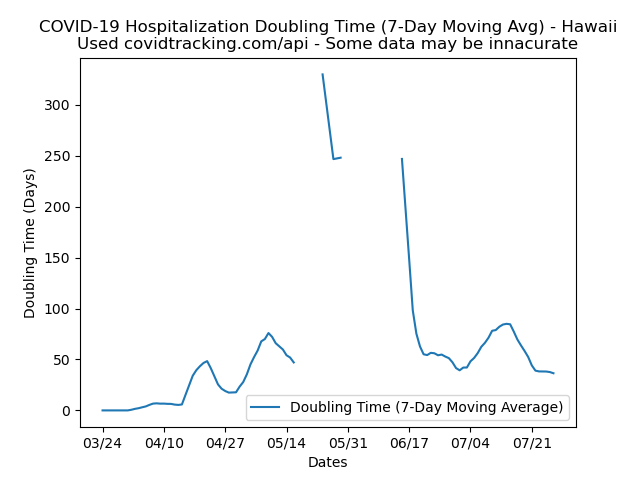 COVID-19 Hospitalization Doubling Time (7-Day Moving Avg) - Hawaii
Used covidtracking.com/api - Some data may be innacurate
Doubling Time (Days)
300
250
200
150
100
50
0
Doubling Time (7-Day Moving Average)
03/24 04/10 04/27 05/14 05/31 06/17 07/04 07/21
Dates